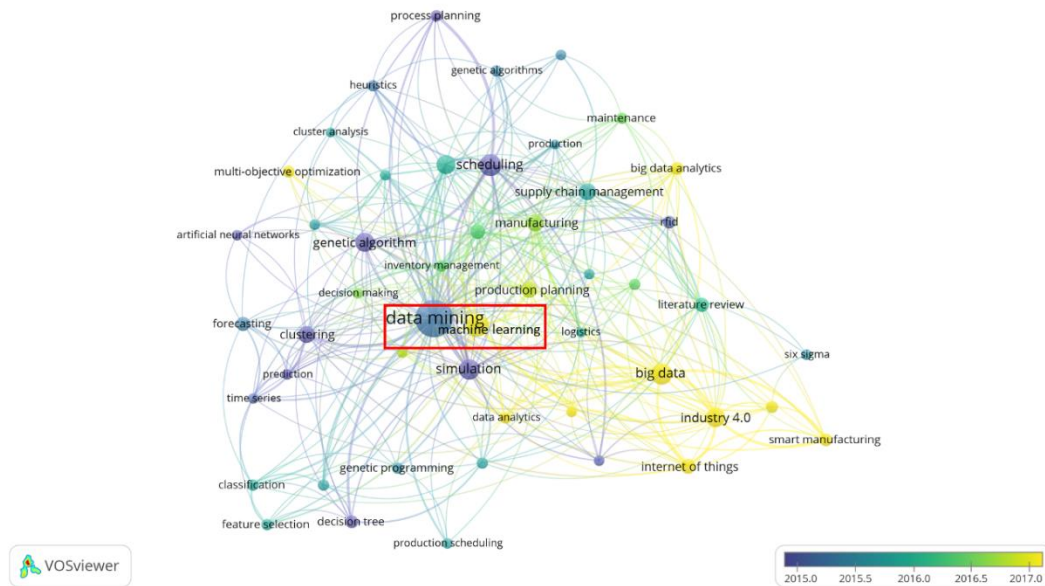 process planning
genetic algorithms
heuristics
maintenance
cluster analysis
production
scheduling
big data analytics
multi-objective optimization
supply chain management
manufacturing
rfid
artificial neural networks
genetic algorithm
inventory management
decision making
production planning
literature review
data mining
machine learning
logistics
forecasting
clustering
six sigma
simulation
big data
prediction
time series
data analytics
industry 4.0
smart manufacturing
genetic programming
internet of things
classification
feature selection
decision tree
production scheduling
VOSviewer
2015.0 2015.5 2016.0 2016.5 2017.0